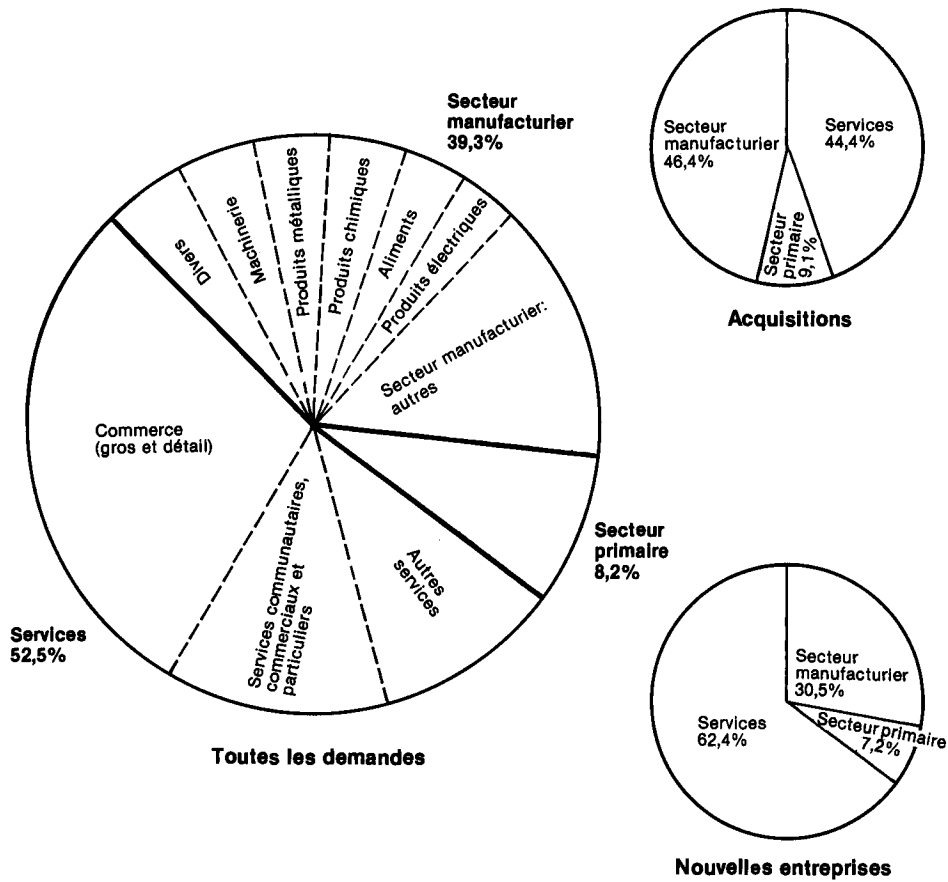 Secteur
manufacturier
39,3%
Divers
Machinerie
Produits métalliques
Produits chimiques
Aliments
Produits électriques
Secteur manufacturier:
autres
Commerce
(gros et détail)
Services communautaires,
commerciaux et
particuliers
Autres
services
Secteur
primaire
8,2%
Services
52,5%
Toutes les demandes
Secteur
manufacturier
46,4%
Services
44,4%
Secteur
primaire
9,1%
Acquisitions
Secteur
manufacturier
30,5%
Secteur primaire
7,2%
Services
62,4%
Nouvelles entreprises